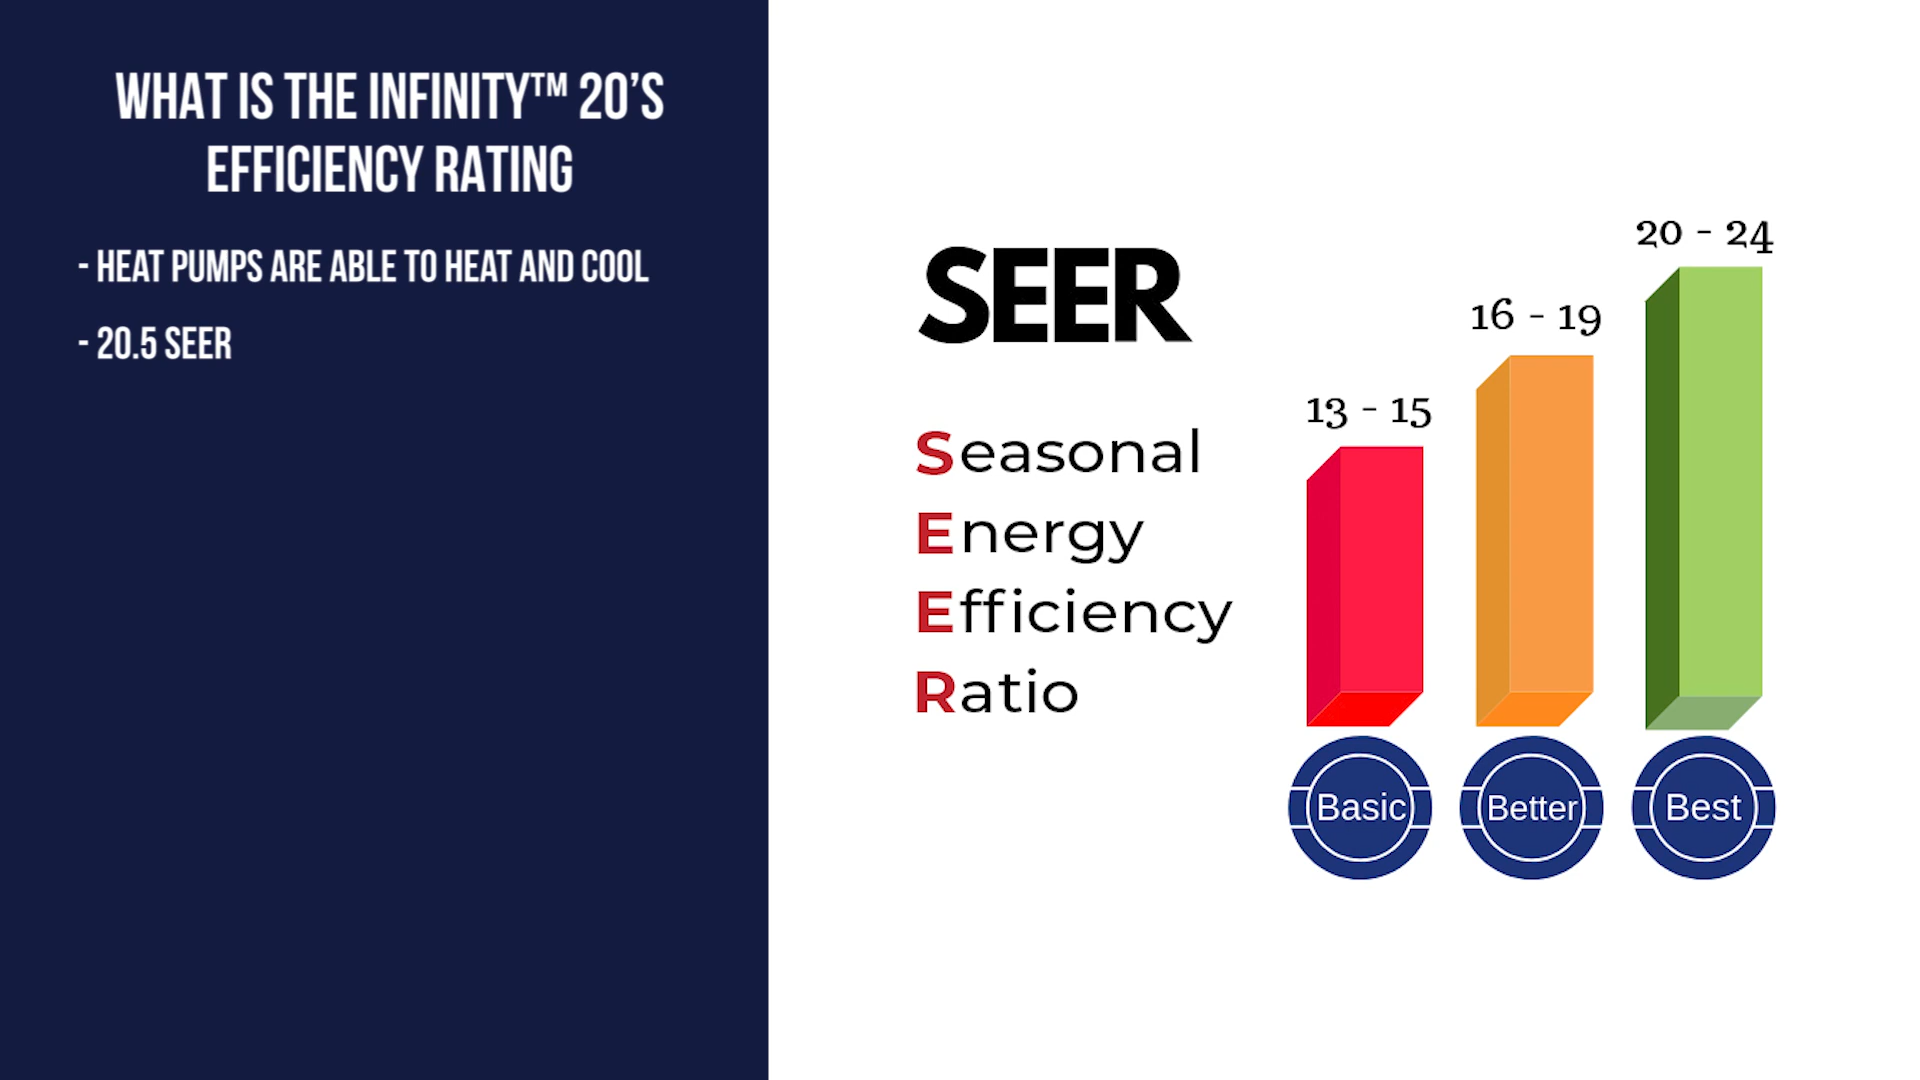 WHAT IS THE INFINITY™ 20'S
EFFICIENCY RATING
- HEAT PUMPS ARE ABLE TO HEAT AND COOL
- 20.5 SEER
SEER
Seasonal
Energy
Efficiency
Ratio
13 - 15
16 - 19
20 - 24
Basic
Better
Best